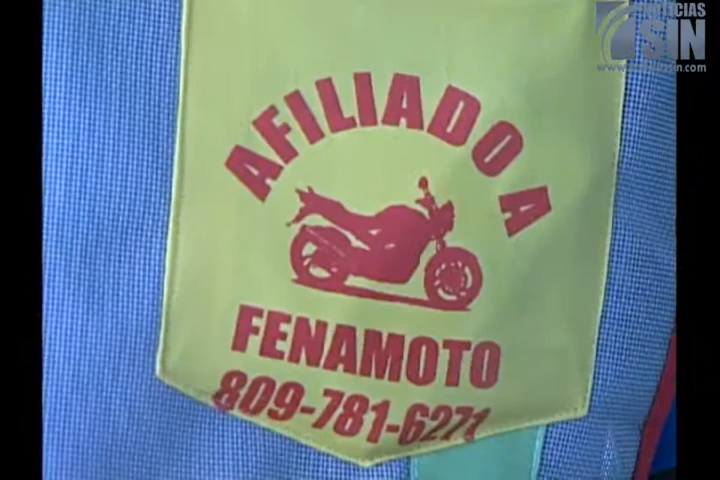 NOTICIAS
SIN
AFILIADO A
FENAMOTO
809-781-6271